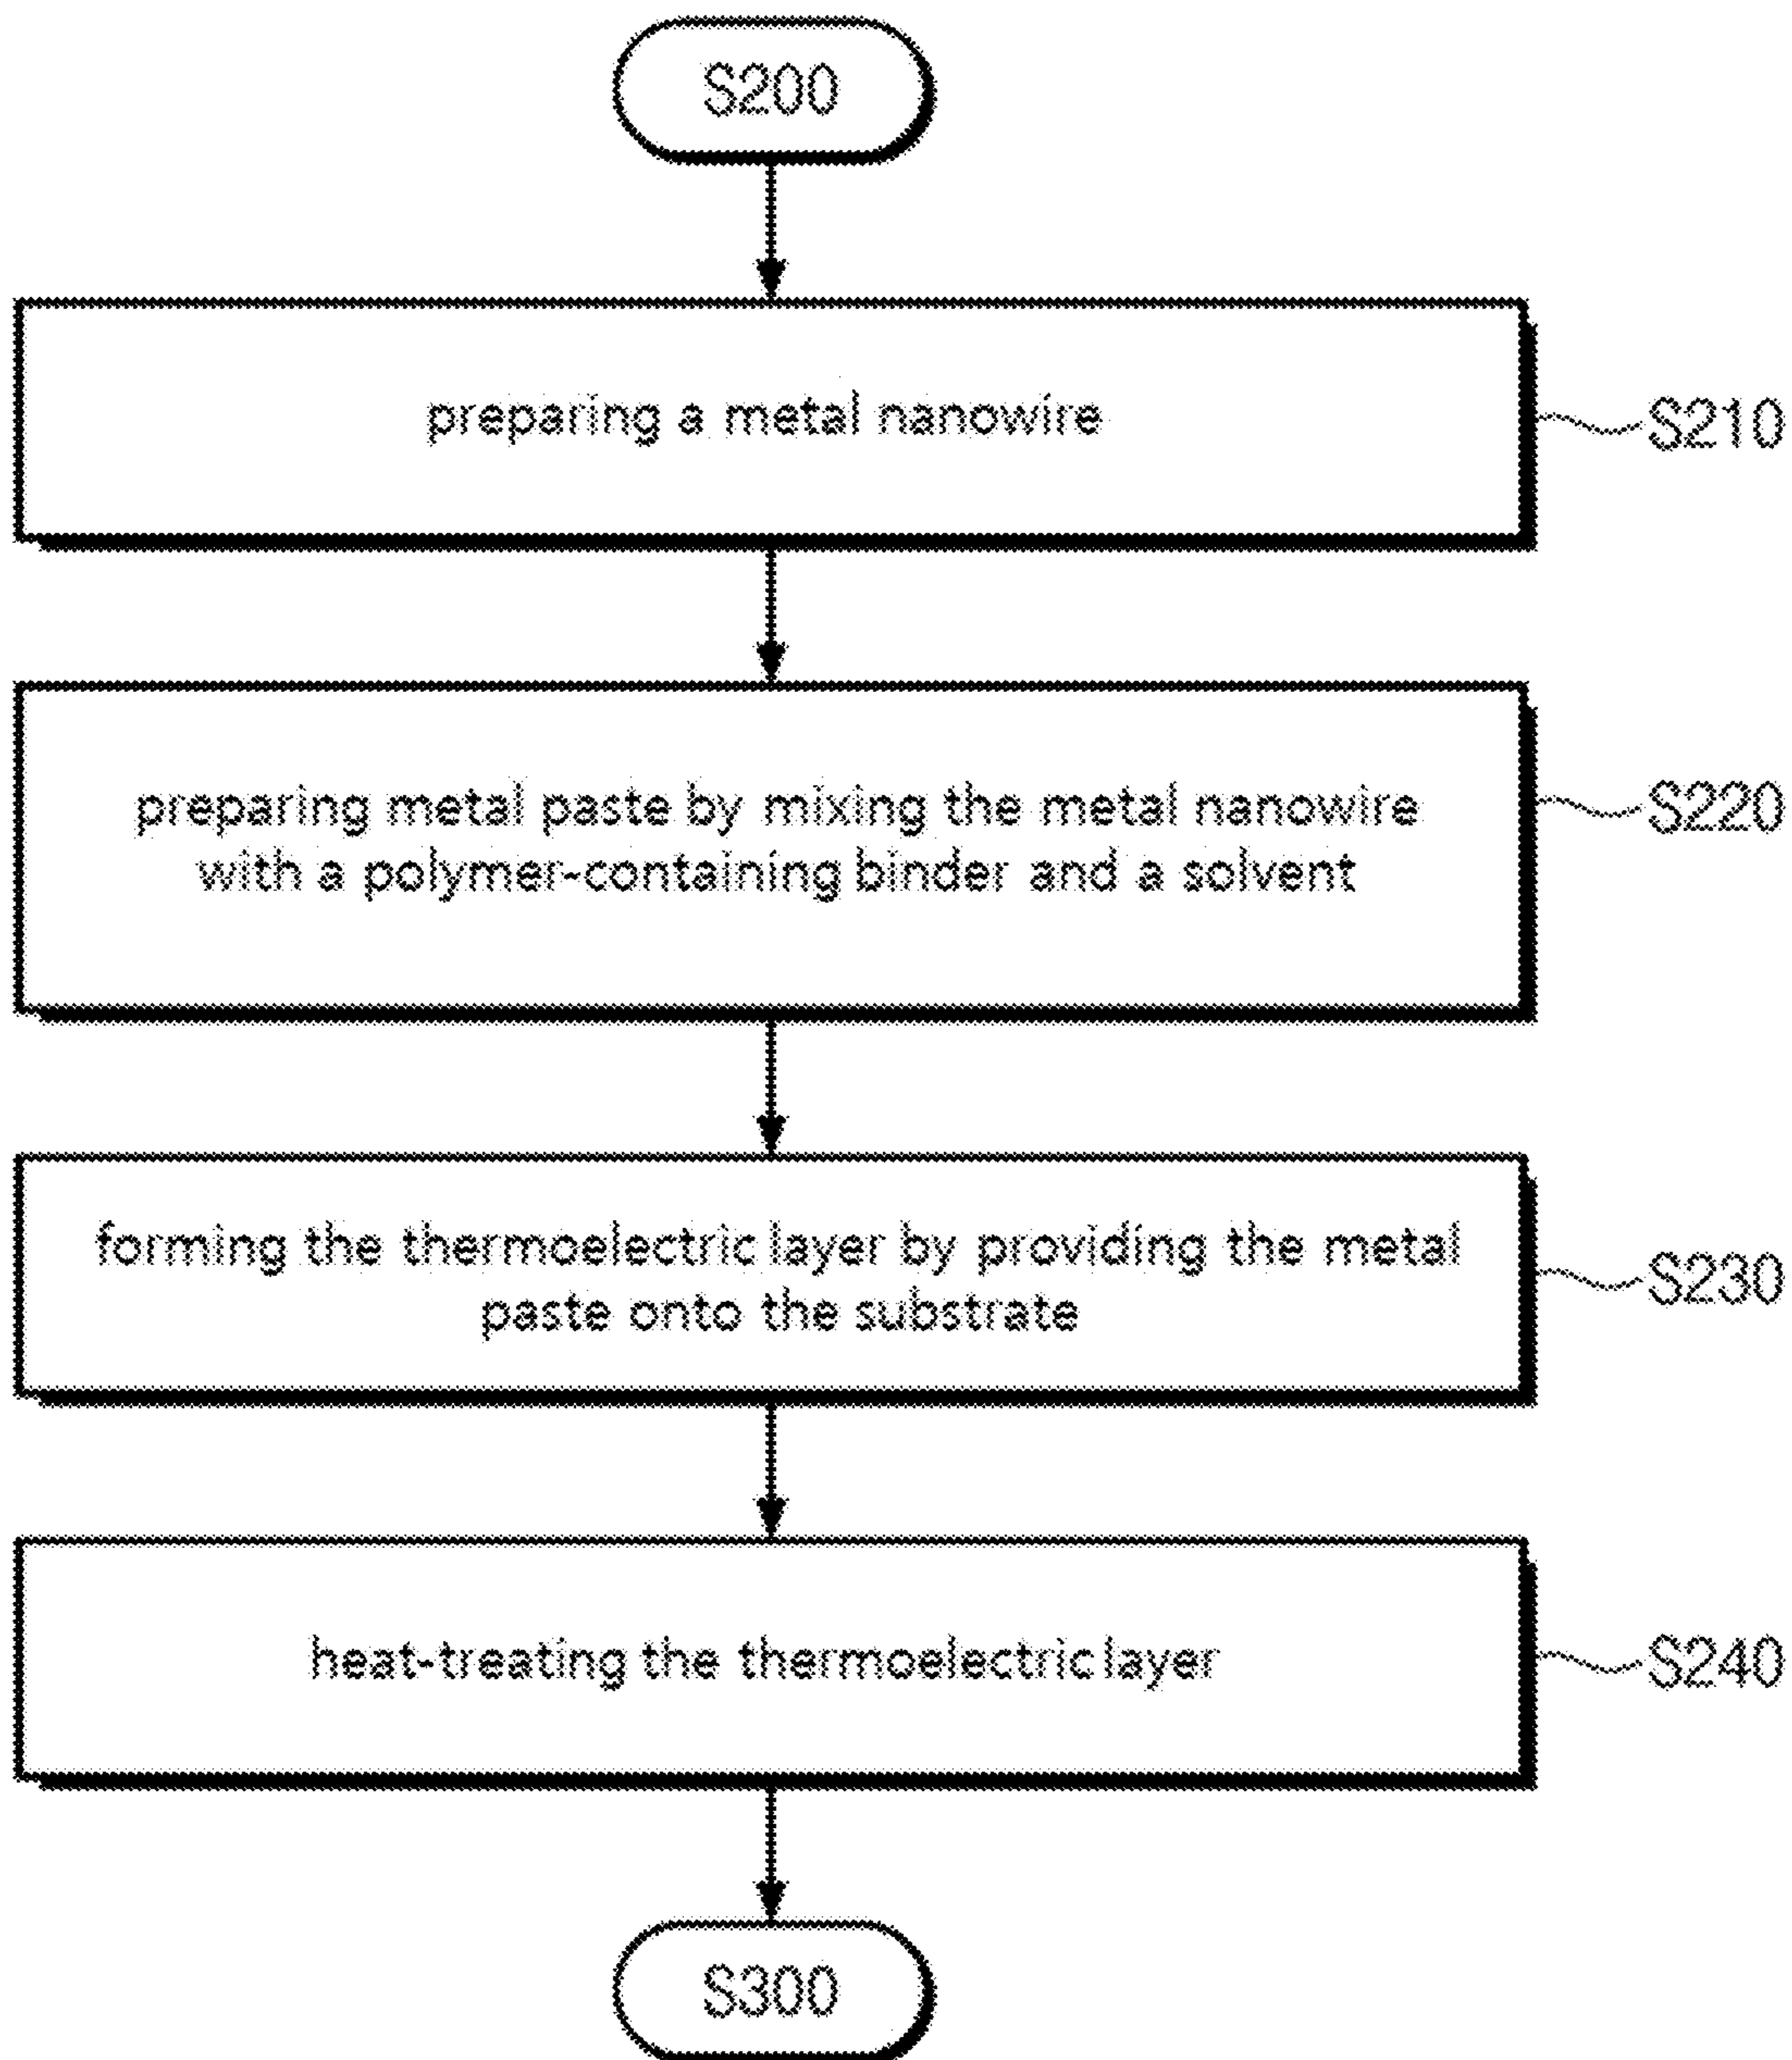 S200
preparing a metal nanowire
S210
preparing metal paste by mixing the metal nanowire
with a polymer-containing binder and a solvent
S220
forming the thermoelectric layer by providing the metal
paste onto the substrate
S230
heat-treating the thermoelectric layer
S240
S300